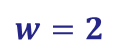 w = 2